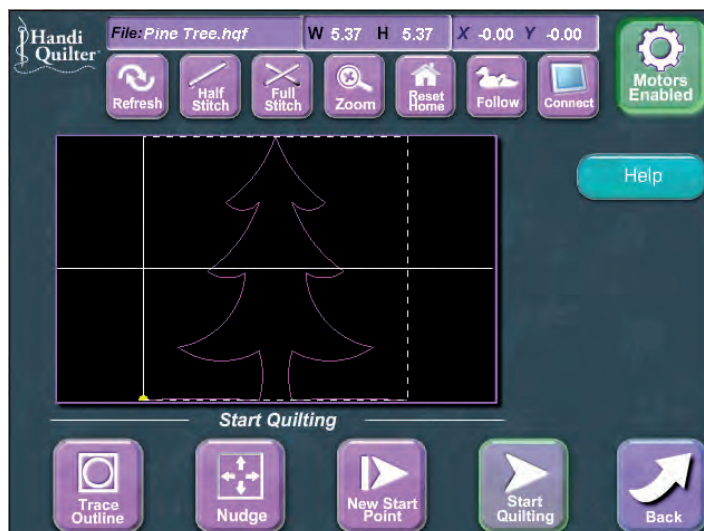 Handi
Quilter
File: Pine Tree.hqf W 5.37 H 5.37 X -0.00 Y -0.00
Refresh
Half
Stitch
Full
Stitch
Zoom
Reset
Home
Follow
Connect
Motors
Enabled
Help
Start Quilting
Trace
Outline
Nudge
New Start
Point
Start
Quilting
Back